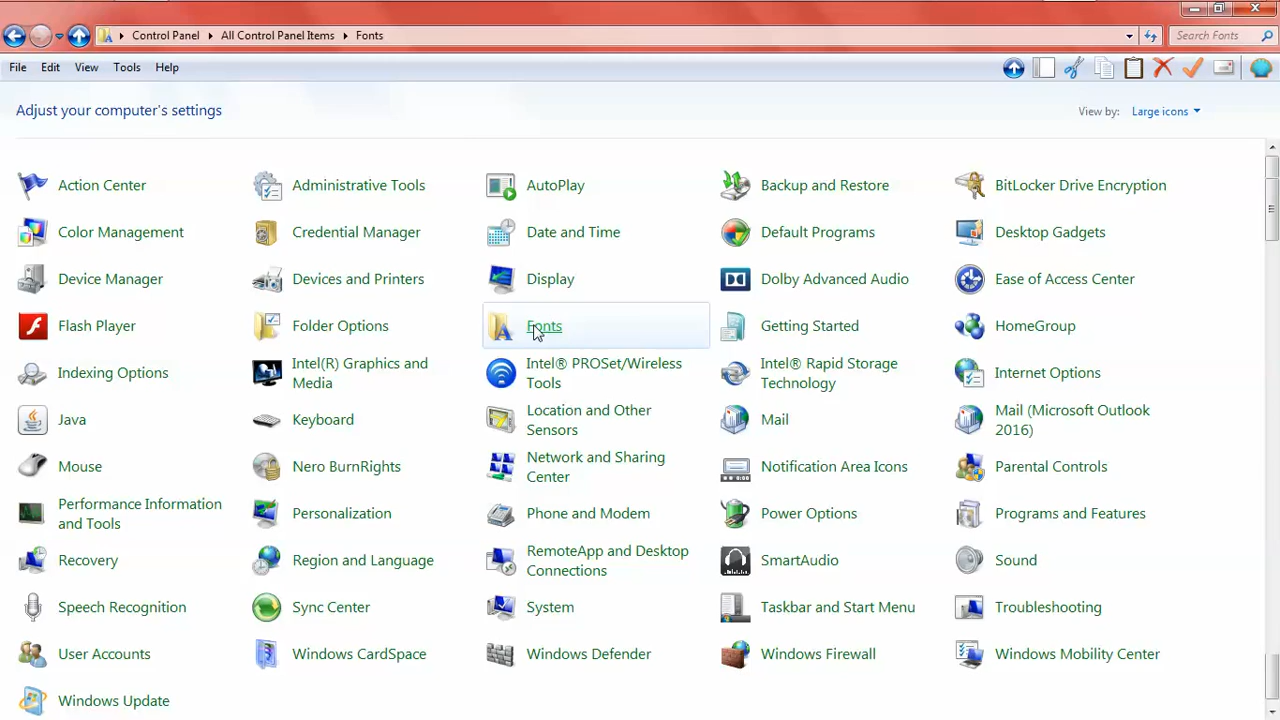 Control Panel All Control Panel Items Fonts Search Fonts
File Edit View Tools Help
Adjust your computer's settings View by: Large icons
Action Center Administrative Tools AutoPlay Backup and Restore BitLocker Drive Encryption
Color Management Credential Manager Date and Time Default Programs Desktop Gadgets
Device Manager Devices and Printers Display Dolby Advanced Audio Ease of Access Center
Flash Player Folder Options Fonts Getting Started HomeGroup
Indexing Options Intel(R) Graphics and Media Intel® PROSet/Wireless Tools Intel® Rapid Storage Technology Internet Options
Java Keyboard Location and Other Sensors Mail Mail (Microsoft Outlook 2016)
Mouse Nero BurnRights Network and Sharing Center Notification Area Icons Parental Controls
Performance Information and Tools Personalization Phone and Modem Power Options Programs and Features
Recovery Region and Language RemoteApp and Desktop Connections SmartAudio Sound
Speech Recognition Sync Center System Taskbar and Start Menu Troubleshooting
User Accounts Windows CardSpace Windows Defender Windows Firewall Windows Mobility Center
Windows Update